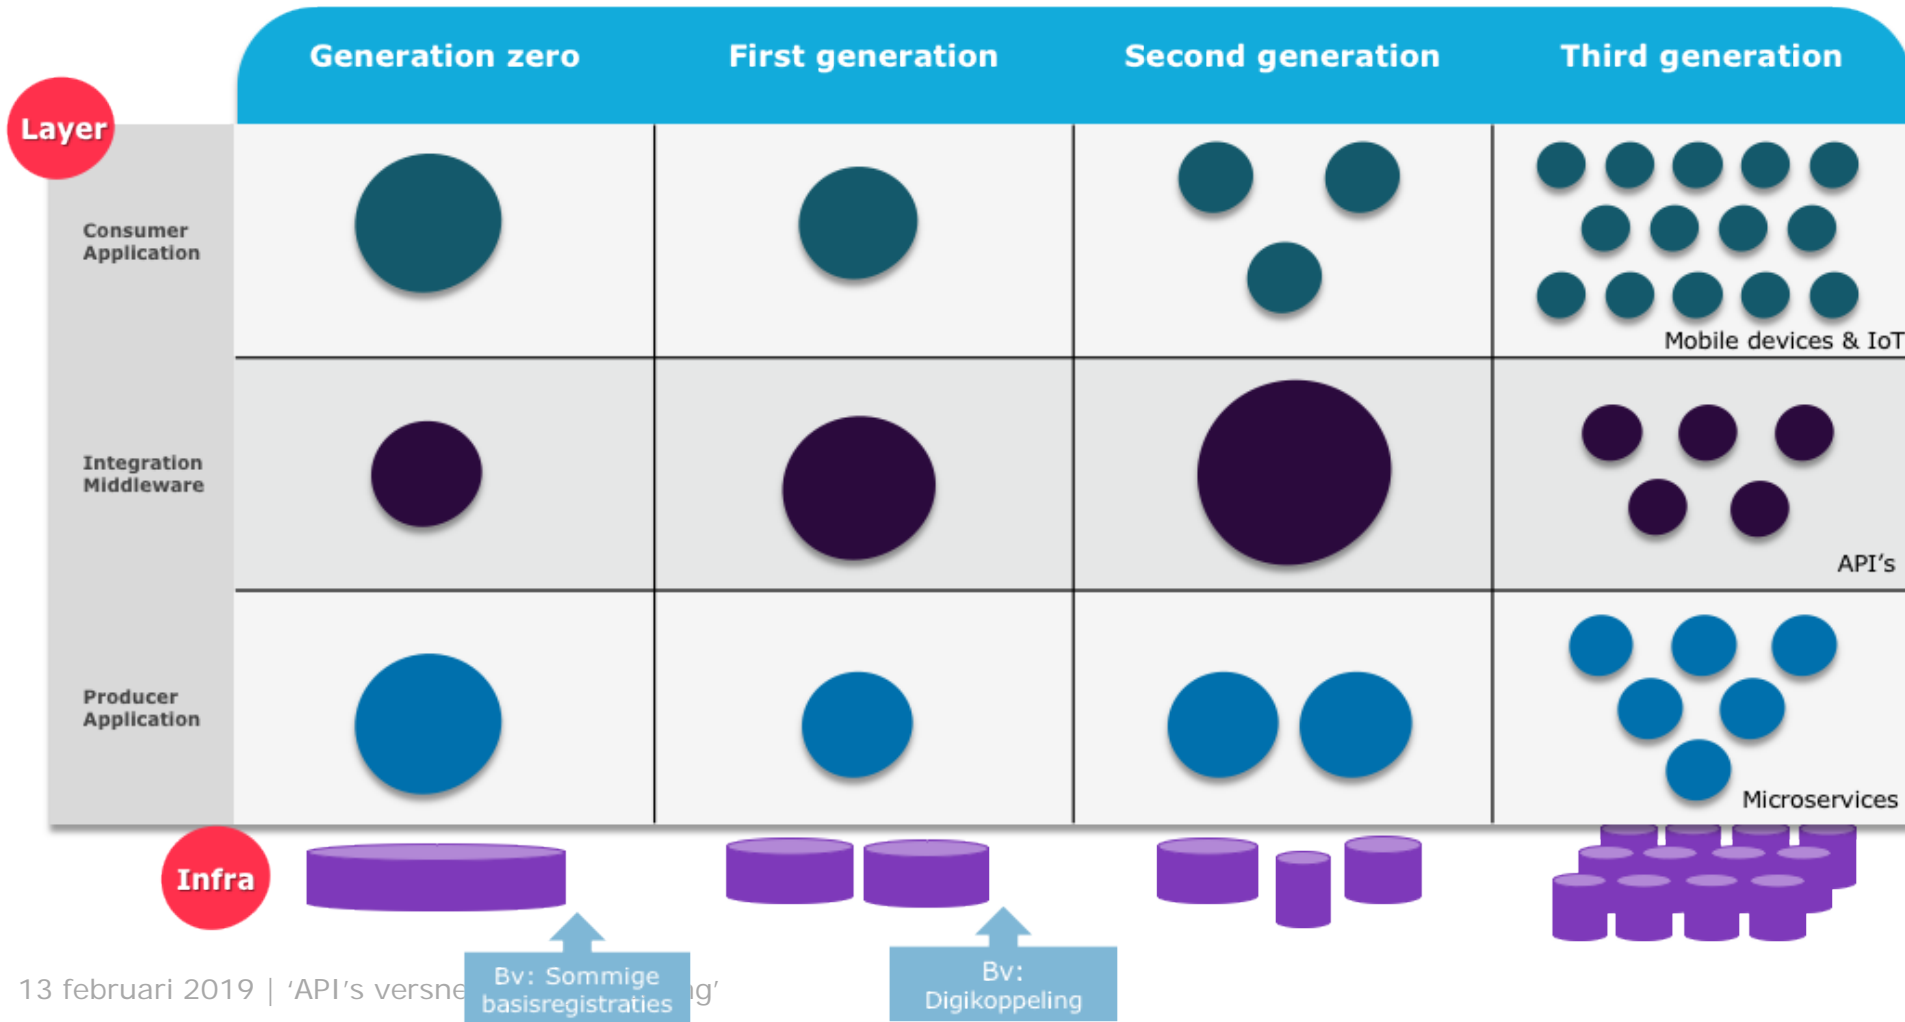 Generation zero
First generation
Second generation
Third generation
Layer
Consumer
Application
Mobile devices & IoT
Integration
Middleware
API's
Producer
Application
Microservices
Infra
Bv: Sommige
basisregistraties
Bv:
Digikoppeling
13 februari 2019 | ‘API’s